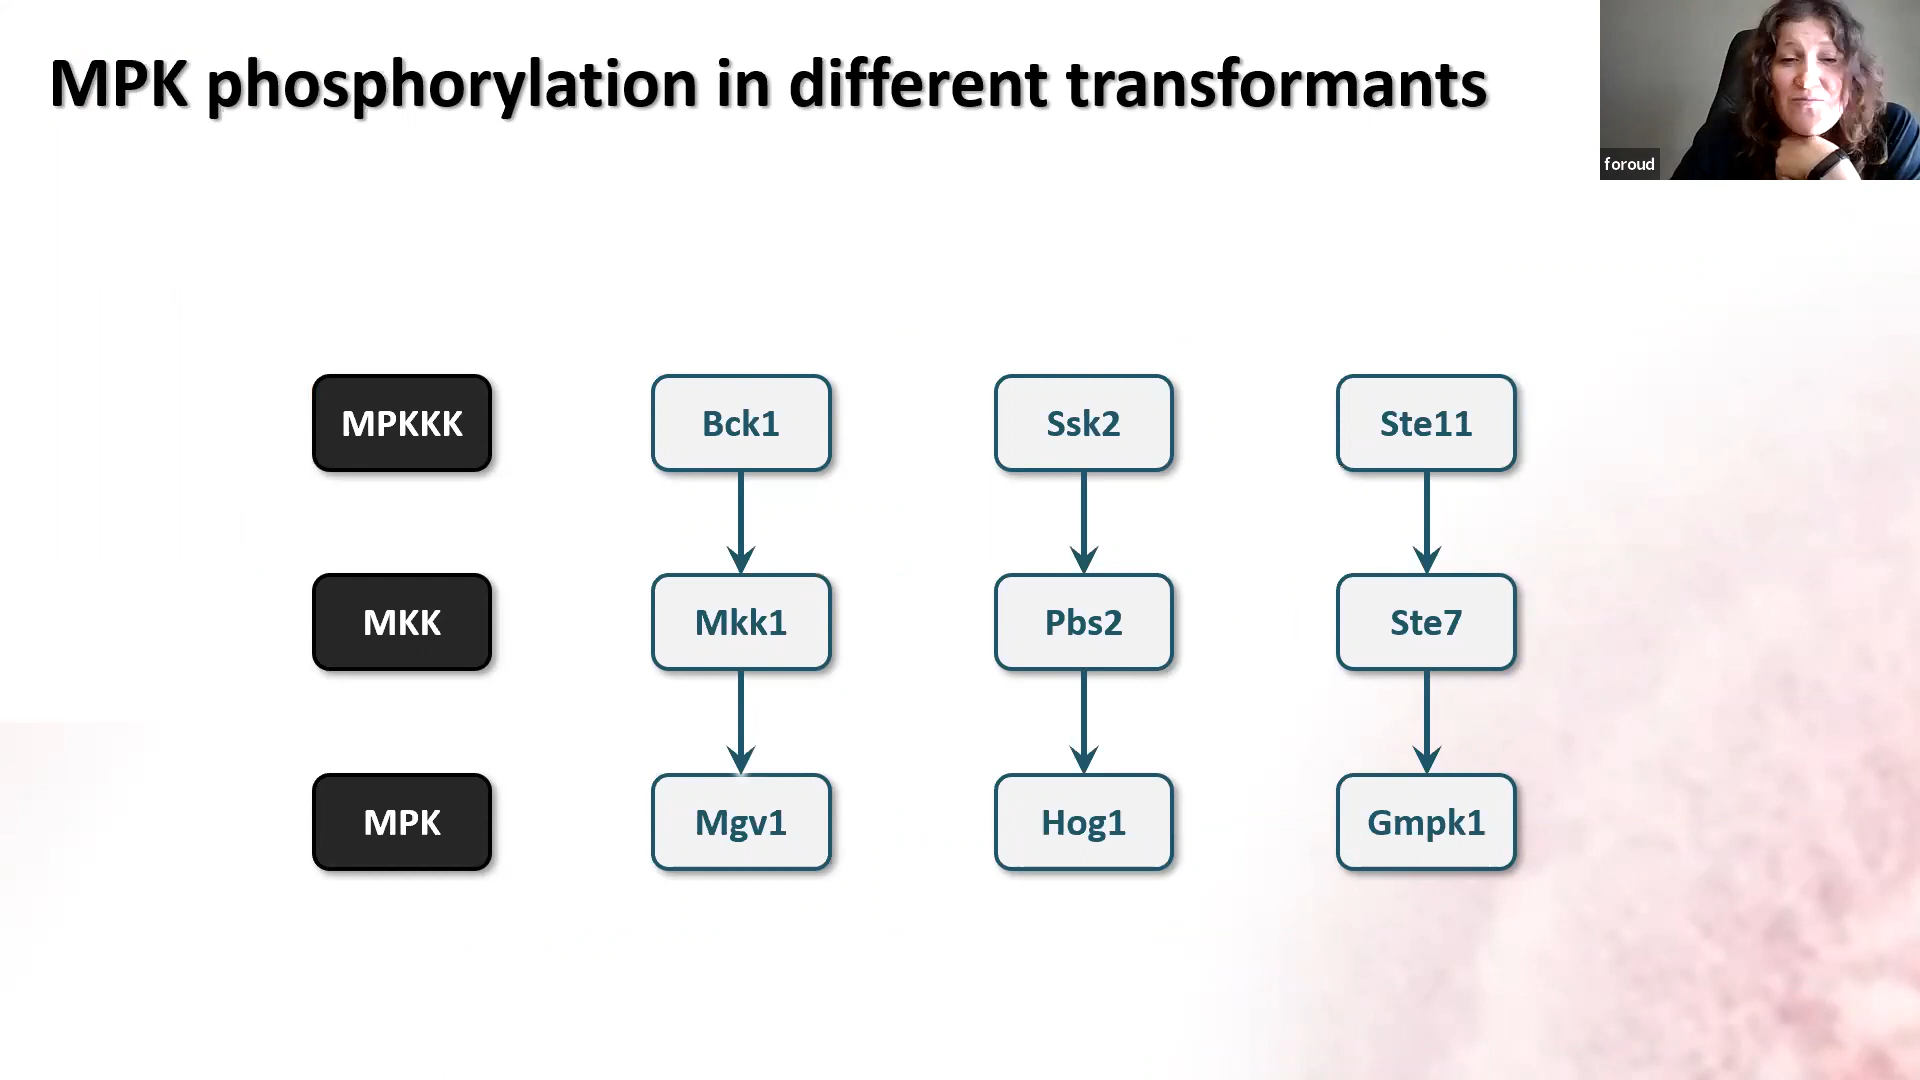 MPK phosphorylation in different transformants
foroud
MPKKK
Bck1
Ssk2
Ste11
MKK
Mkk1
Pbs2
Ste7
MPK
Mgv1
Hog1
Gmpk1